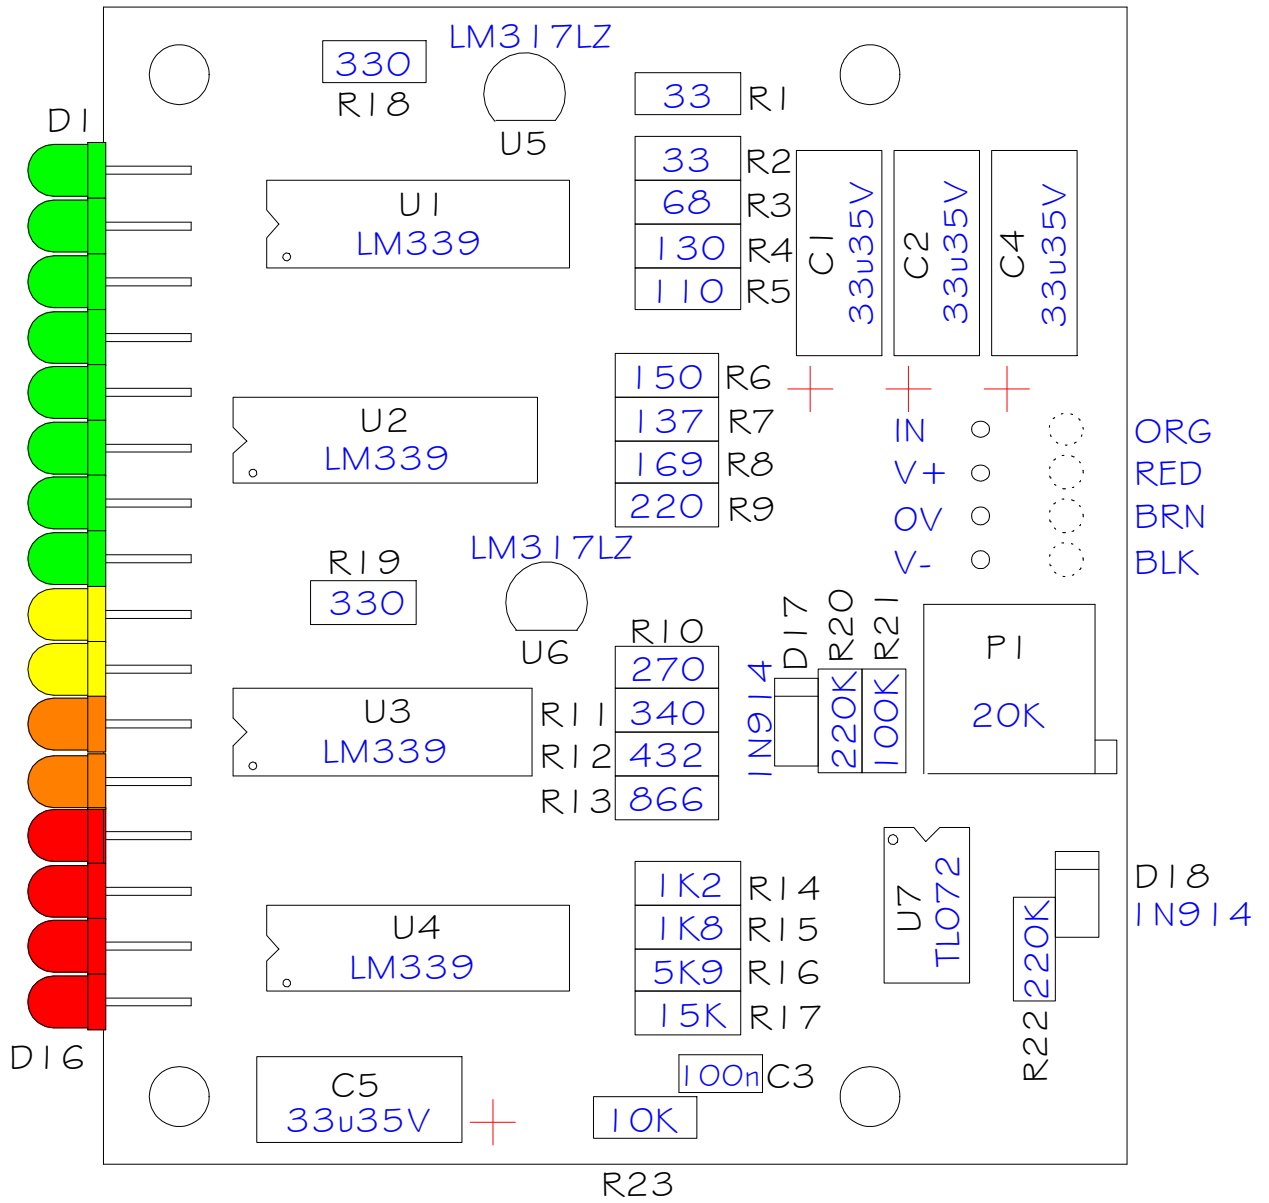 LM317LZ
330
R18
U5
33 R1
D1
33 R2
68 R3
130 R4
110 R5
U1
LM339
C1
33u35V
C2
33u35V
C4
33u35V
150 R6
137 R7
169 R8
220 R9
U2
LM339
IN ORG
V+ RED
0V BRN
V- BLK
LM317LZ
R19
330
U6
R10
270
R11 340
R12 432
R13 866
U3
LM339
D17
1N914
R20
220K
R21
100K
P1
20K
1K2 R14
1K8 R15
5K9 R16
15K R17
U4
LM339
U7
TL072
D18
1N914
220K
R22
D16
C5
33u35V
100n C3
10K
R23